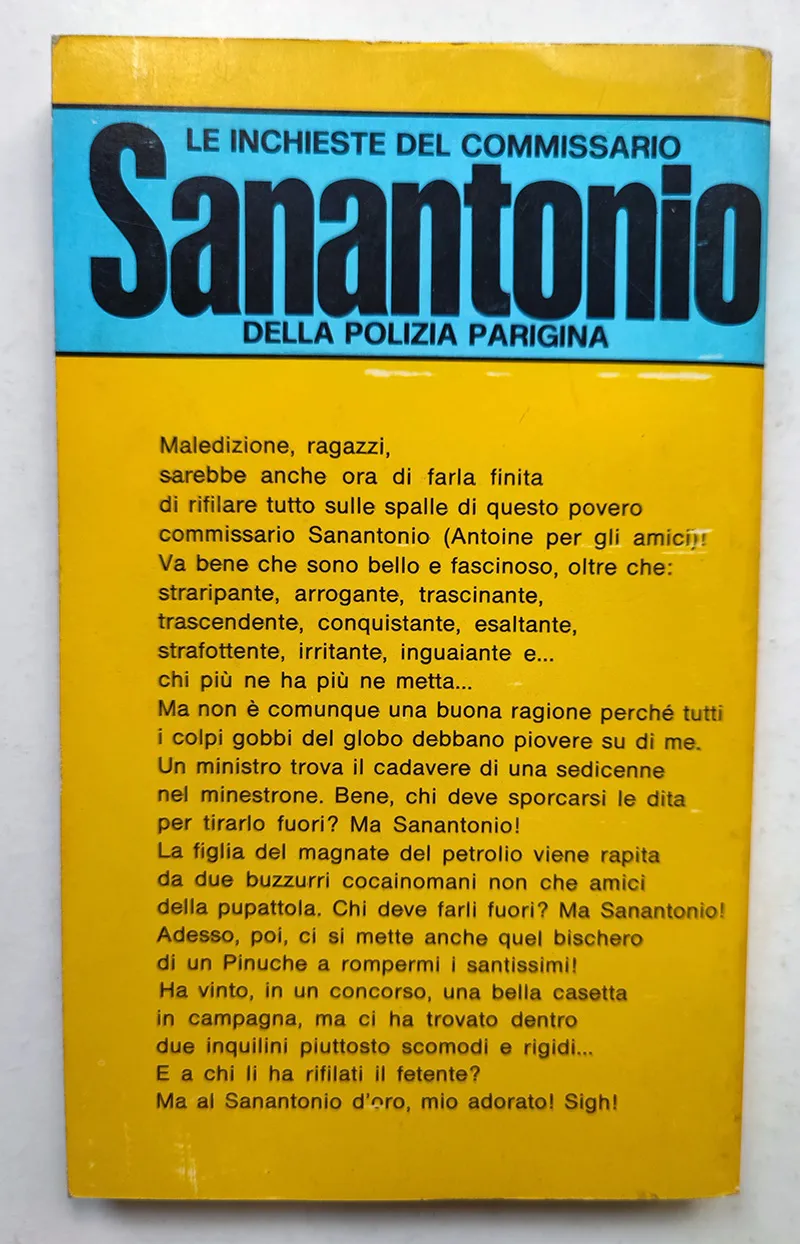 LE INCHIESTE DEL COMMISSARIO
Sanantonio
DELLA POLIZIA PARIGINA
Maledizione, ragazzi,
sarebbe anche ora di farla finita
di rifilare tutto sulle spalle di questo povero
commissario Sanantonio (Antoine per gli amici)!
Va bene che sono bello e fascinoso, oltre che:
straripante, arrogante, trascinante,
trascendente, conquistante, esaltante,
strafottente, irritante, inguaiante e...
chi più ne ha più ne metta...
Ma non è comunque una buona ragione perché tutti
i colpi gobbi del globo debbano piovere su di me.
Un ministro trova il cadavere di una sedicenne
nel minestrone. Bene, chi deve sporcarsi le dita
per tirarlo fuori? Ma Sanantonio!
La figlia del magnate del petrolio viene rapita
da due buzzurri cocainomani non che amici
della pupattola. Chi deve farli fuori? Ma Sanantonio!
Adesso, poi, ci si mette anche quel bischero
di un Pinuche a rompermi i santissimi!
Ha vinto, in un concorso, una bella casetta
in campagna, ma ci ha trovato dentro
due inquilini piuttosto scomodi e rigidi...
E a chi li ha rifilati il fetente?
Ma al Sanantonio d'oro, mio adorato! Sigh!